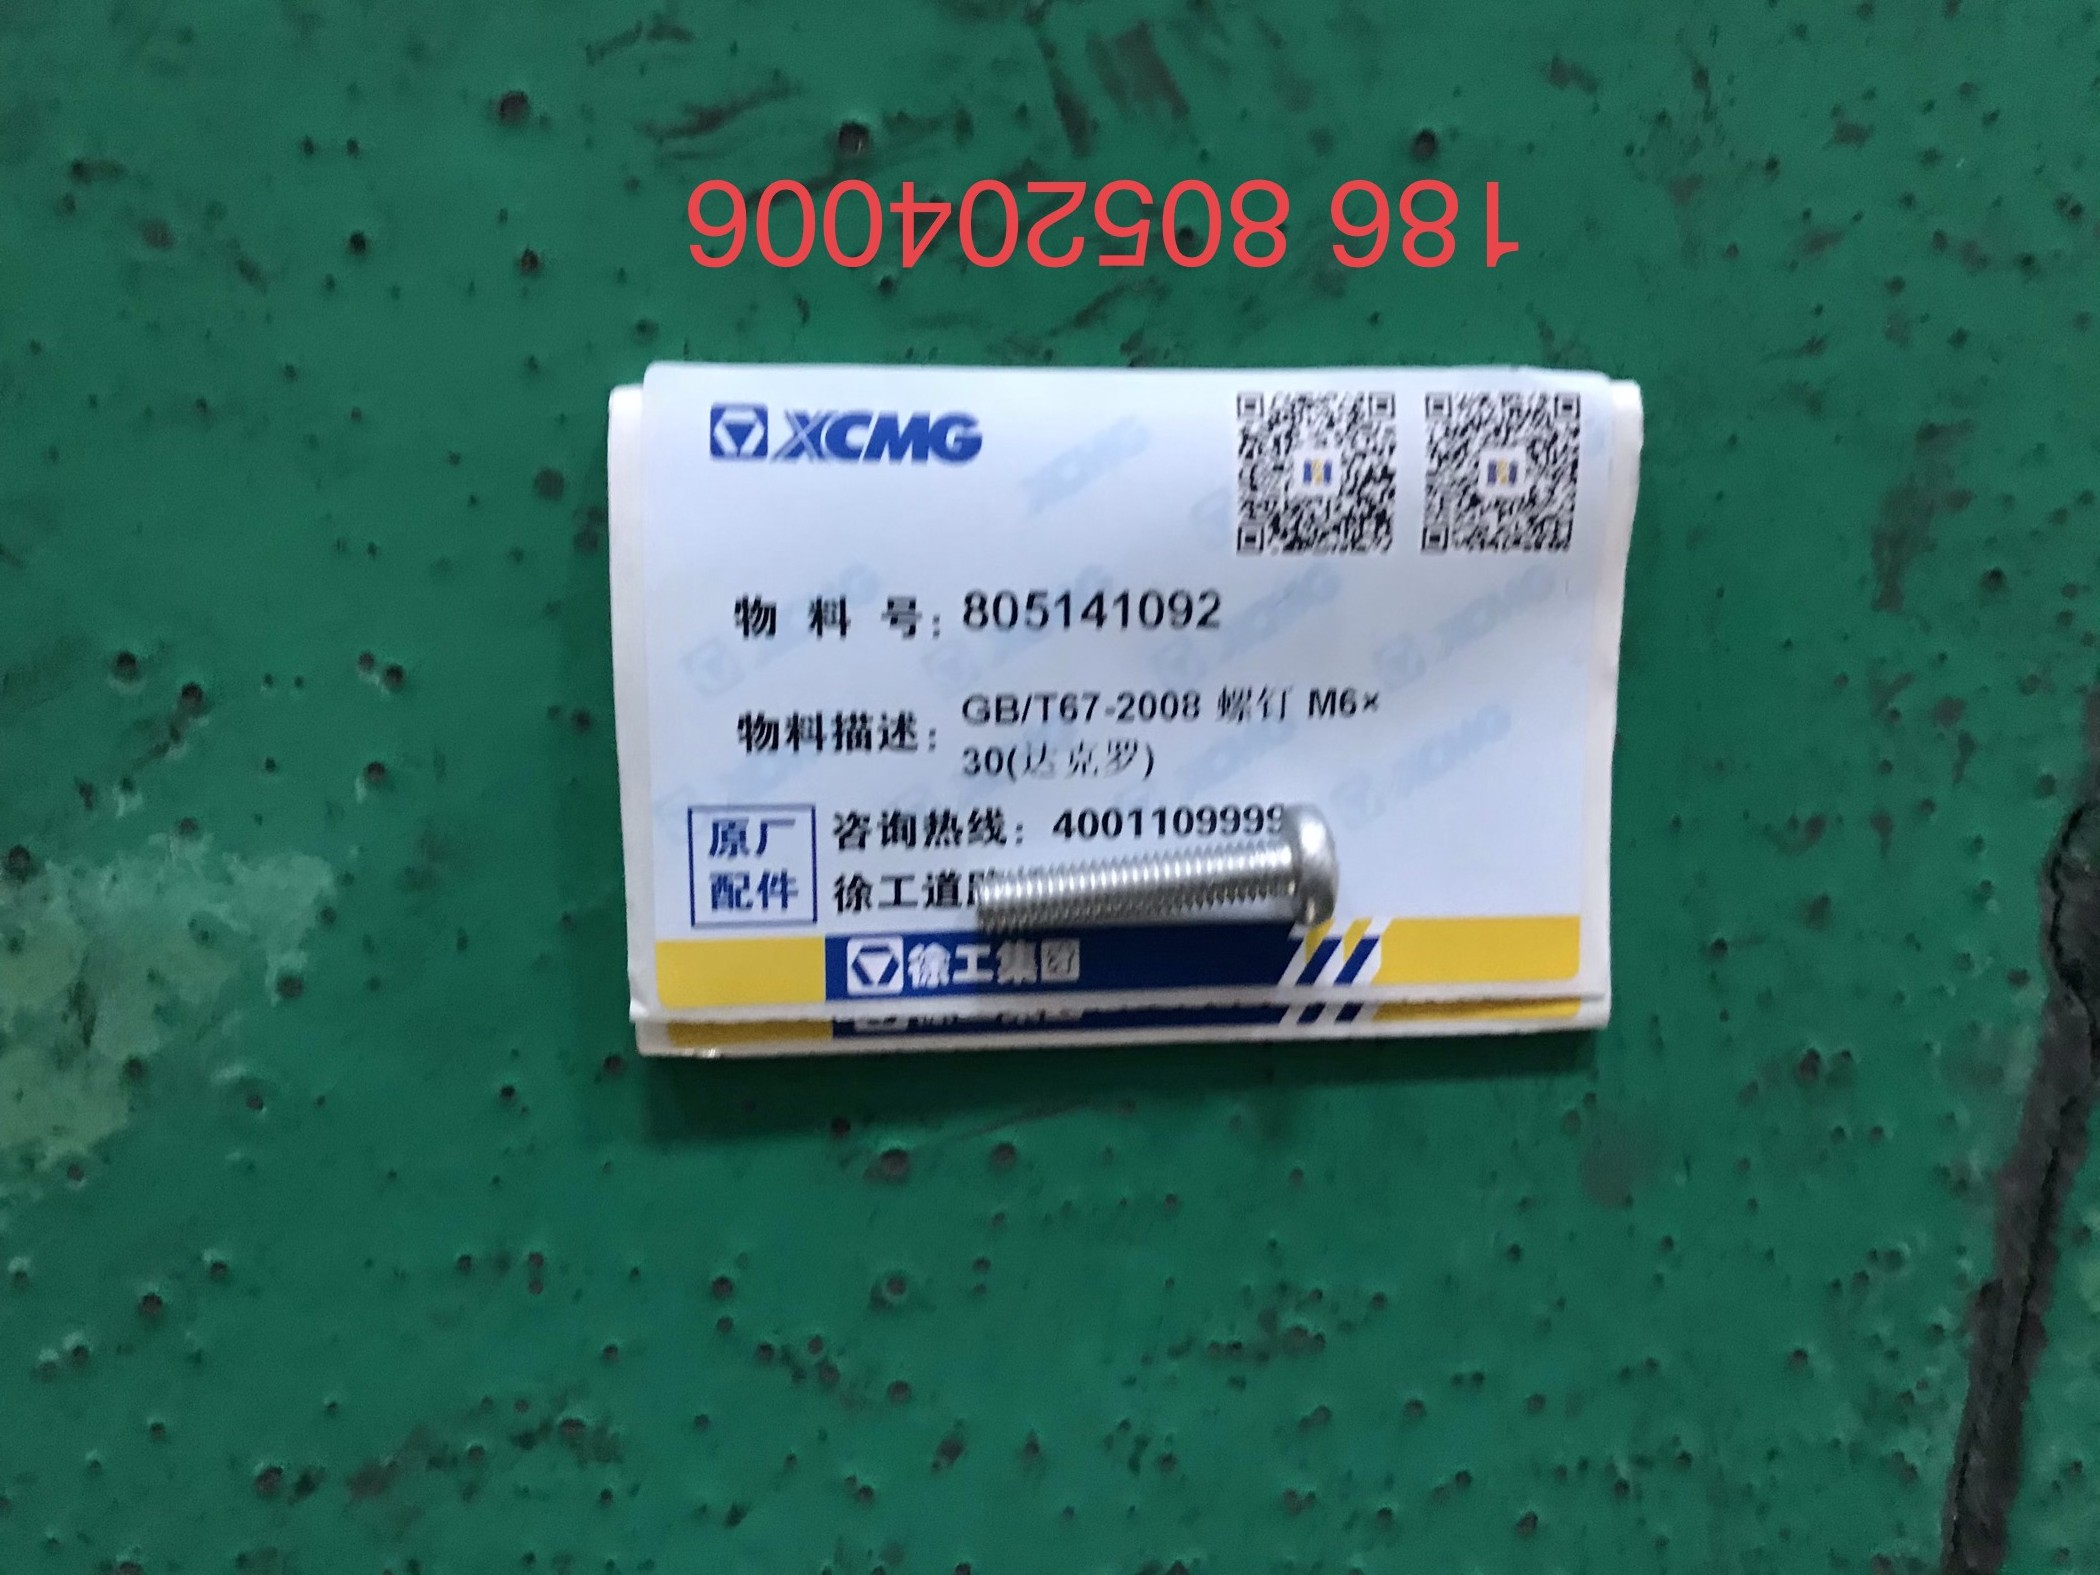 186 805204006
XCMG
物 料 号: 805141092
物料描述: GB/T67-2008 螺钉 M6×
30(达克罗)
原厂
配件
咨询热线: 4001109999
徐工道
徐工集团